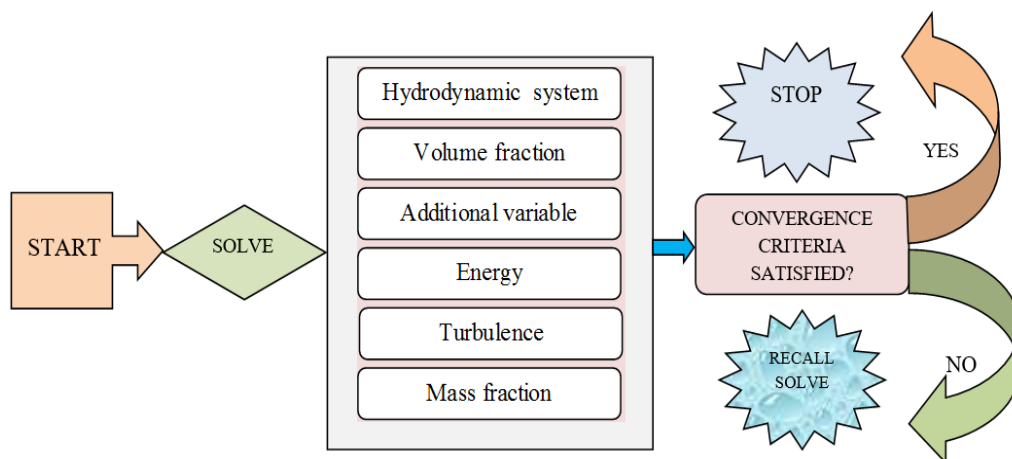 START
SOLVE
Hydrodynamic system
Volume fraction
Additional variable
Energy
Turbulence
Mass fraction
CONVERGENCE
CRITERIA
SATISFIED?
YES
STOP
NO
RECALL
SOLVE